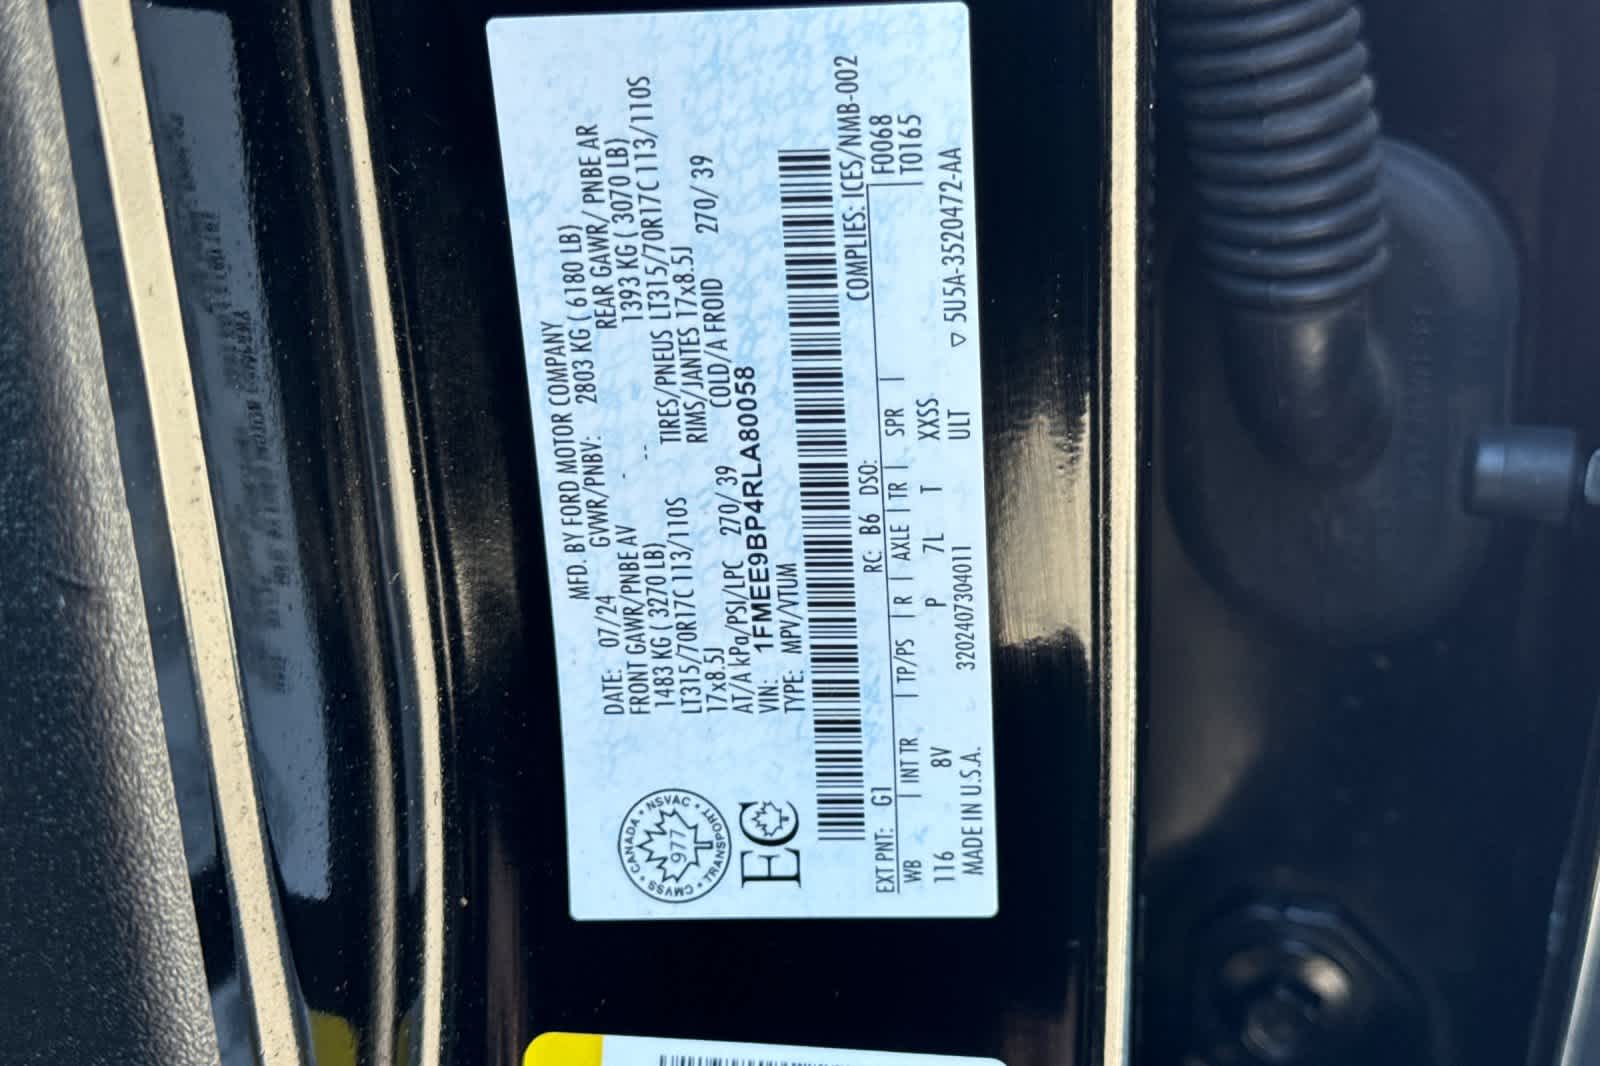 MFD. BY FORD MOTOR COMPANY
DATE: 07/24 GVWR/PNBV: 2803 KG ( 6180 LB)
FRONT GAWR/PNBE AV - REAR GAWR/ PNBE AR
1483 KG ( 3270 LB) -- 1393 KG ( 3070 LB)
LT315/70R17C 113/110S TIRES/PNEUS LT315/70R17C 113/110S
17x8.5J RIMS/JANTES 17x8.5J
AT/A kPa/PSI/LPC 270/ 39 COLD/A FROID 270/ 39
VIN: 1FMEE9BP4RLA80058
TYPE: MPV/VTUM
CANADA • NSVAC • TRANSPORT • CMVSS •
977
EC
COMPLIES: ICES/NMB-002
EXT PNT: G1 RC: B6 DSO: F0068
WB | INT TR | TP/PS | R | AXLE | TR | SPR | T0165
116 8V P 7L T XXSS
ULT
MADE IN U.S.A. 320240730401​1 ▽ 5U5A-3520472-AA